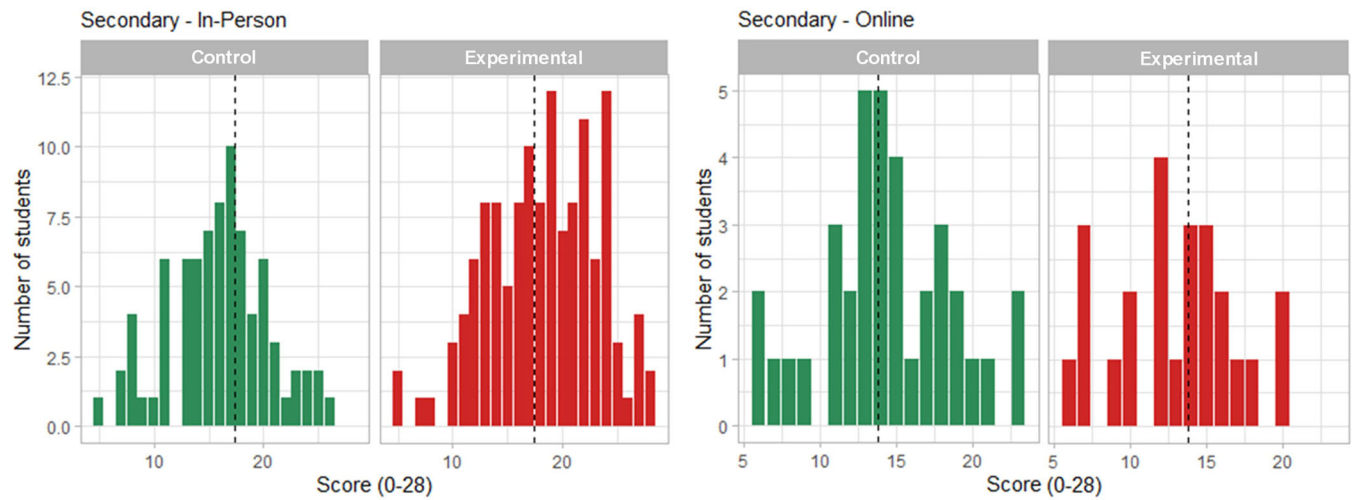 Secondary - In-Person
Control
Experimental
Number of students
12.5
10.0
7.5
5.0
2.5
0.0
10
20
10
20
Score (0-28)
Secondary - Online
Control
Experimental
Number of students
5
4
3
2
1
0
5
10
15
20
5
10
15
20
Score (0-28)